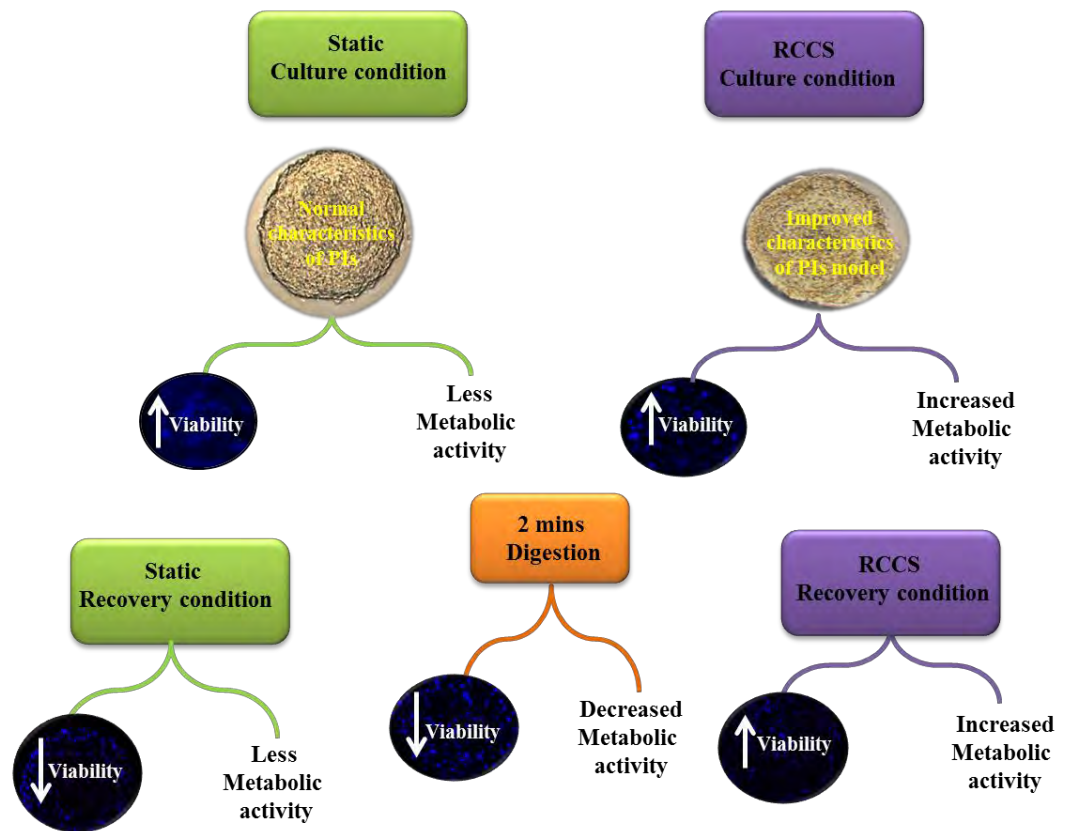 Static
Culture condition
RCCS
Culture condition
Normal
characteristics
of PIs
Improved
characteristics
of PIs model
Viability
Less
Metabolic
activity
Viability
Increased
Metabolic
activity
2 mins
Digestion
Static
Recovery condition
RCCS
Recovery condition
Viability
Less
Metabolic
activity
Viability
Decreased
Metabolic
activity
Viability
Increased
Metabolic
activity